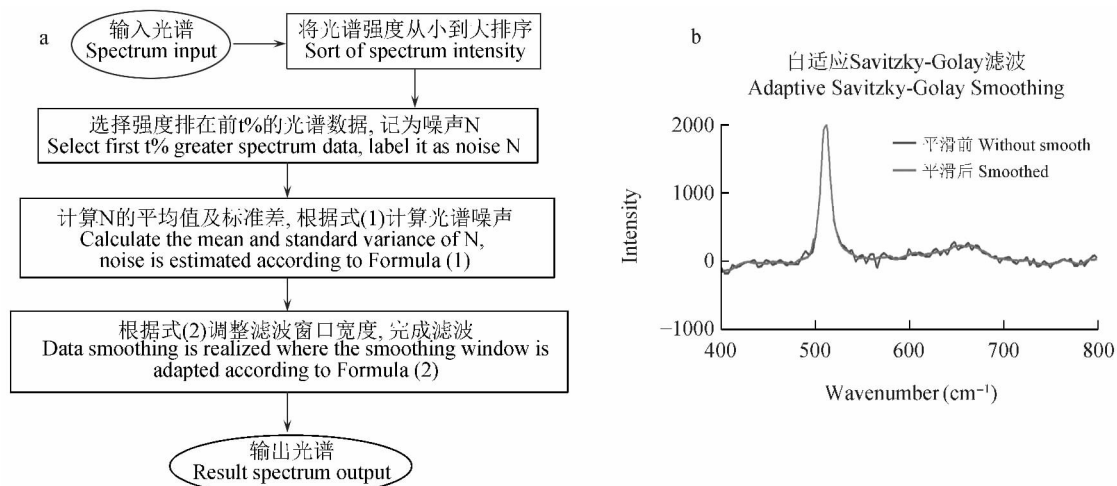 a
输入光谱
Spectrum input
将光谱强度从小到大排序
Sort of spectrum intensity
选择强度排在前t%的光谱数据, 记为噪声N
Select first t% greater spectrum data, label it as noise N
计算N的平均值及标准差, 根据式(1)计算光谱噪声
Calculate the mean and standard variance of N,
noise is estimated according to Formula (1)
根据式(2)调整滤波窗口宽度, 完成滤波
Data smoothing is realized where the smoothing window is
adapted according to Formula (2)
输出光谱
Result spectrum output
b
自适应Savitzky-Golay滤波
Adaptive Savitzky-Golay Smoothing
平滑前 Without smooth
平滑后 Smoothed
Intensity
2000
1000
0
−1000
400
500
600
700
800
Wavenumber (cm⁻¹)